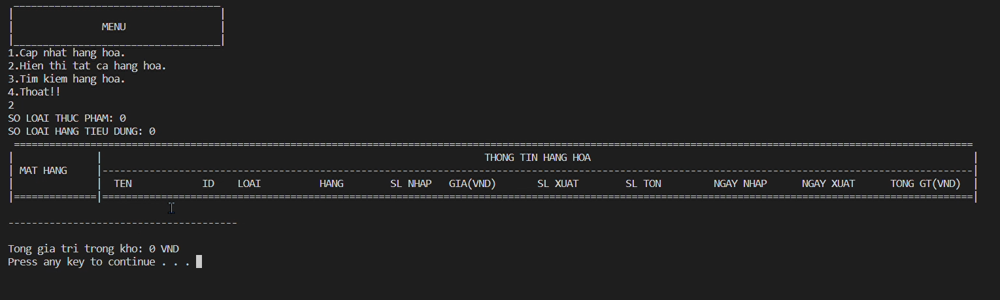 MENU
1.Cap nhat hang hoa.
2.Hien thi tat ca hang hoa.
3.Tim kiem hang hoa.
4.Thoat!!
2
SO LOAI THUC PHAM: 0
SO LOAI HANG TIEU DUNG: 0
THONG TIN HANG HOA
MAT HANG
TEN ID LOAI HANG SL NHAP GIA(VND) SL XUAT SL TON NGAY NHAP NGAY XUAT TONG GT(VND)
Tong gia tri trong kho: 0 VND
Press any key to continue . . .